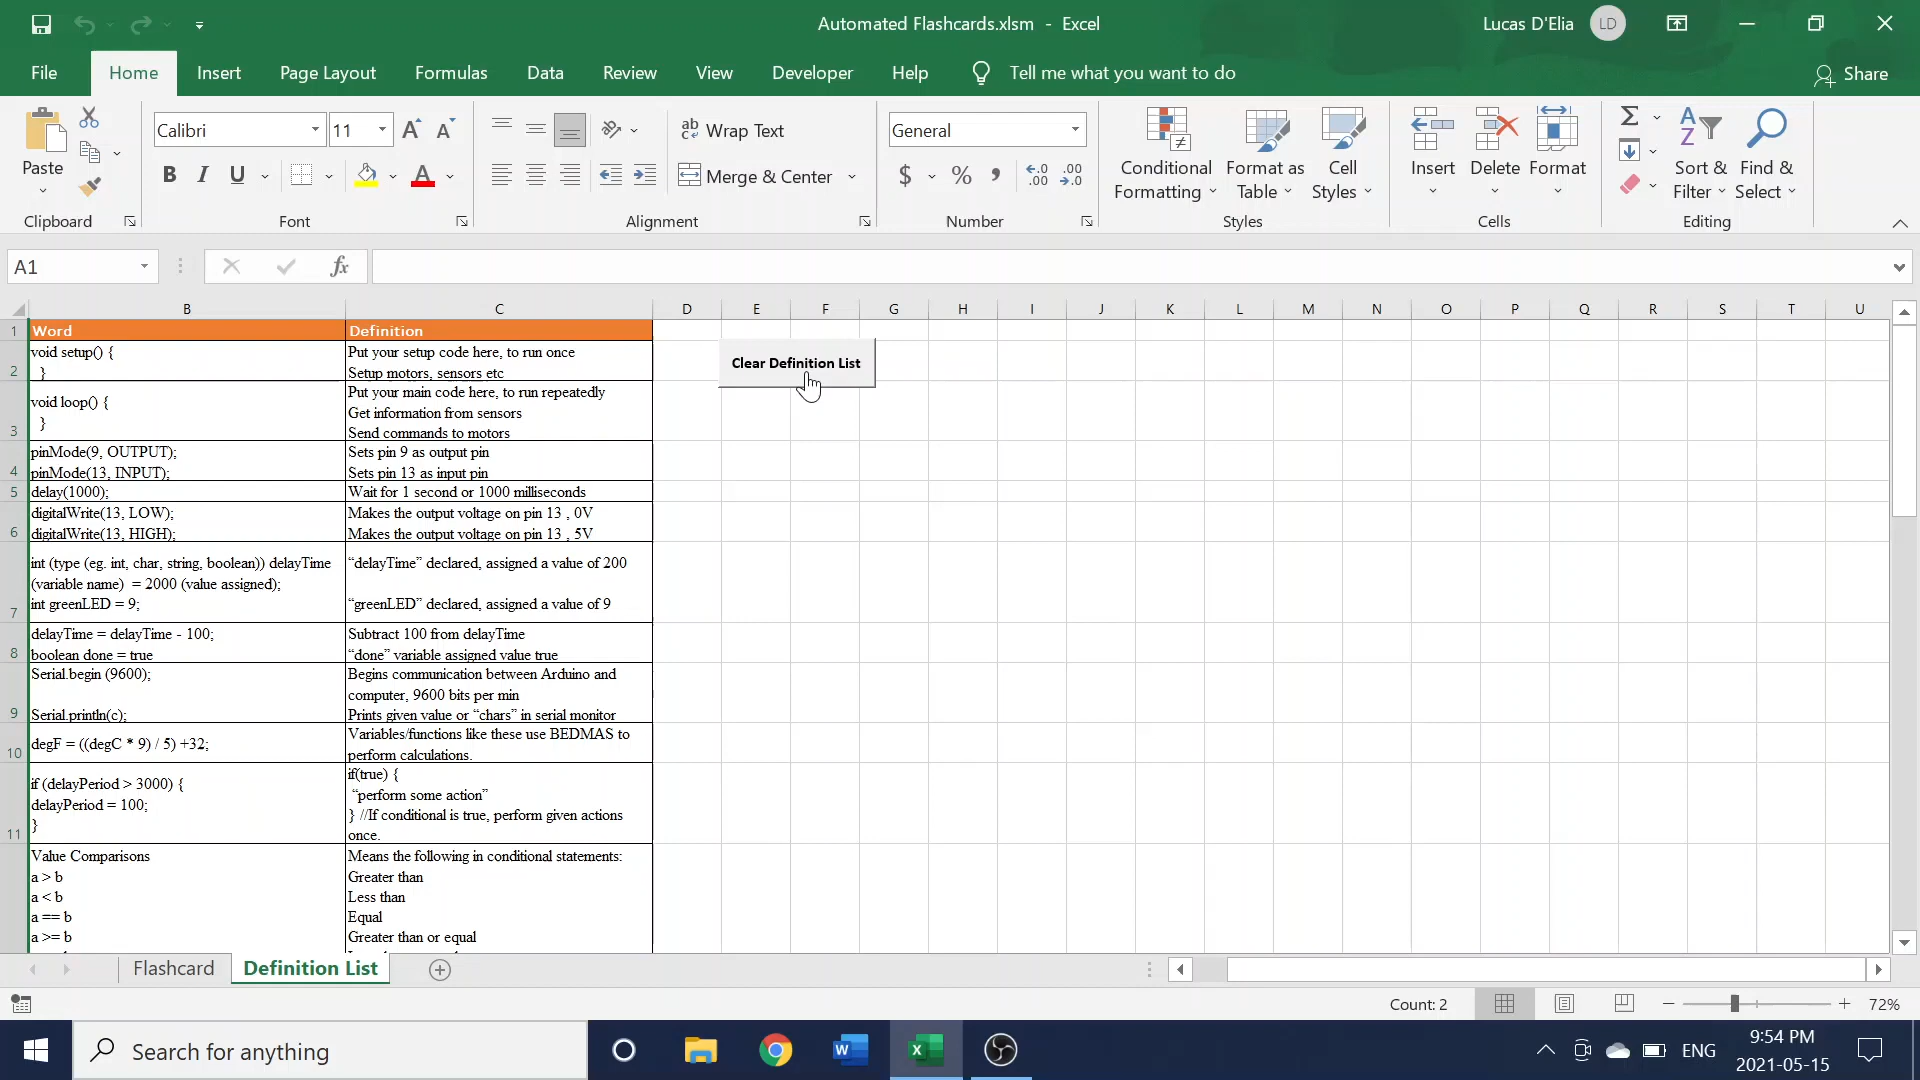 Automated Flashcards.xlsm - Excel
Lucas D'Elia
LD
File
Home
Insert
Page Layout
Formulas
Data
Review
View
Developer
Help
Tell me what you want to do
Share
Paste
Clipboard
Calibri
11
B
I
U
Font
Wrap Text
Merge & Center
Alignment
General
$
%
Number
Conditional
Formatting
Format as
Table
Cell
Styles
Styles
Insert
Delete
Format
Cells
Sort &
Filter
Find &
Select
Editing
A1
fx
B C D E F G H I J K L M N O P Q R S T U
1
Word
Definition
Clear Definition List
2
void setup() {
}
Put your setup code here, to run once
Setup motors, sensors etc
3
void loop() {
}
Put your main code here, to run repeatedly
Get information from sensors
Send commands to motors
4
pinMode(9, OUTPUT);
pinMode(13, INPUT);
Sets pin 9 as output pin
Sets pin 13 as input pin
5
delay(1000);
Wait for 1 second or 1000 milliseconds
6
digitalWrite(13, LOW);
digitalWrite(13, HIGH);
Makes the output voltage on pin 13 , 0V
Makes the output voltage on pin 13 , 5V
7
int (type (eg. int, char, string, boolean)) delayTime
(variable name)  = 2000 (value assigned);
int greenLED = 9;
“delayTime” declared, assigned a value of 200
“greenLED” declared, assigned a value of 9
8
delayTime = delayTime - 100;
boolean done = true
Subtract 100 from delayTime
“done” variable assigned value true
9
Serial.begin (9600);
Serial.println(c);
Begins communication between Arduino and
computer, 9600 bits per min
Prints given value or “chars” in serial monitor
10
degF = ((degC * 9) / 5) +32;
Variables/functions like these use BEDMAS to
perform calculations.
11
if (delayPeriod > 3000) {
delayPeriod = 100;
}
if(true) {
“perform some action”
} //If conditional is true, perform given actions
once.
Value Comparisons
a > b
a < b
a == b
a >= b
Means the following in conditional statements:
Greater than
Less than
Equal
Greater than or equal
Flashcard
Definition List
Count: 2
72%
Search for anything
ENG
9:54 PM
2021-05-15